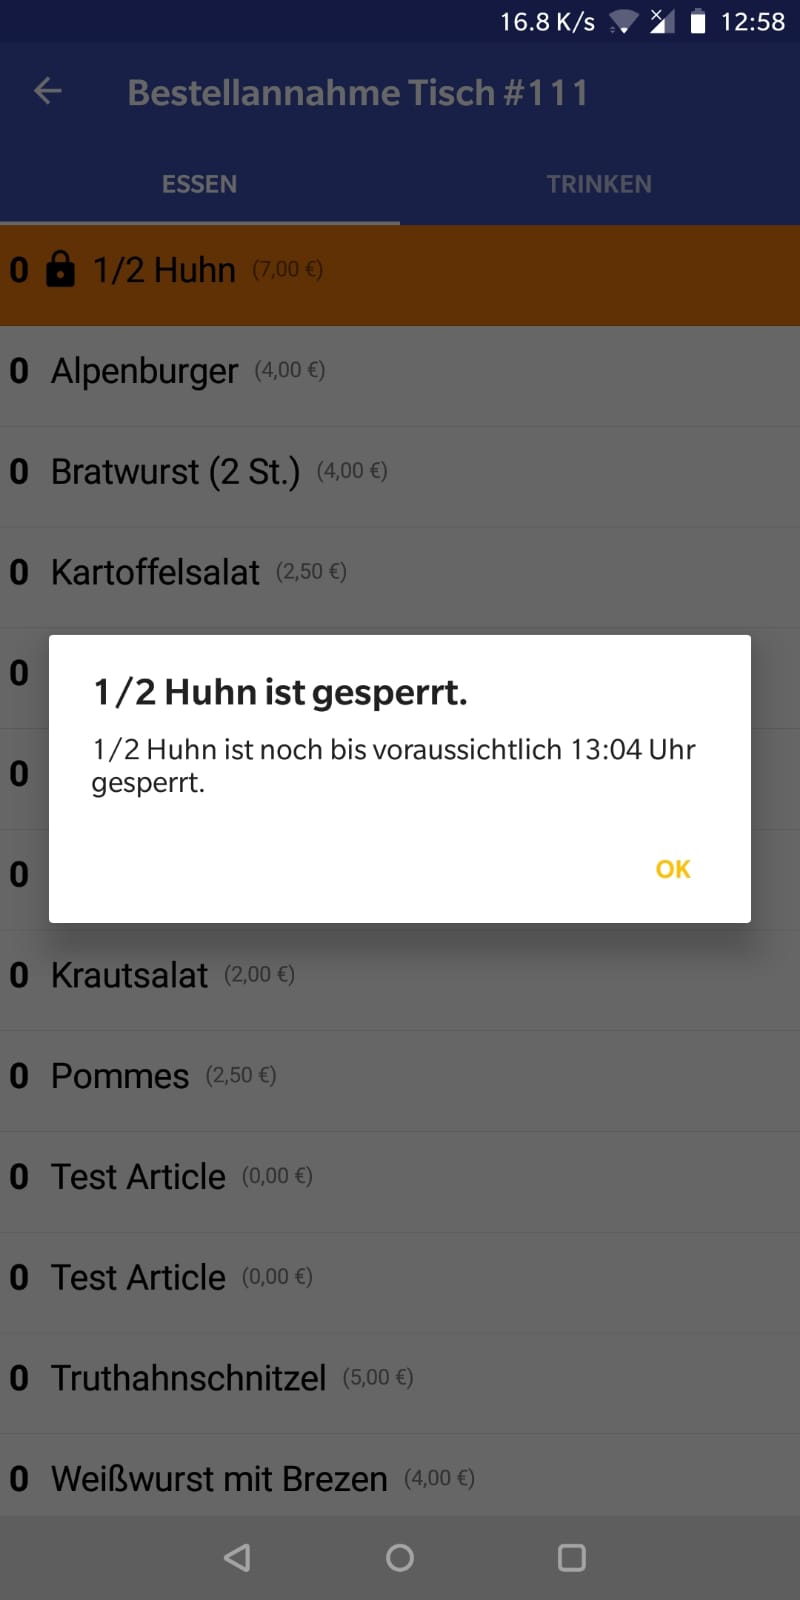 16.8 K/s 12:58
Bestellannahme Tisch #111
ESSEN TRINKEN
0 1/2 Huhn (7,00 €)
0 Alpenburger (4,00 €)
0 Bratwurst (2 St.) (4,00 €)
0 Kartoffelsalat (2,50 €)
0
1/2 Huhn ist gesperrt.
1/2 Huhn ist noch bis voraussichtlich 13:04 Uhr
0
gesperrt.
0
OK
0 Krautsalat (2,00 €)
0 Pommes (2,50 €)
0 Test Article (0,00 €)
0 Test Article (0,00 €)
0 Truthahnschnitzel (5,00 €)
0 Weißwurst mit Brezen (4,00 €)